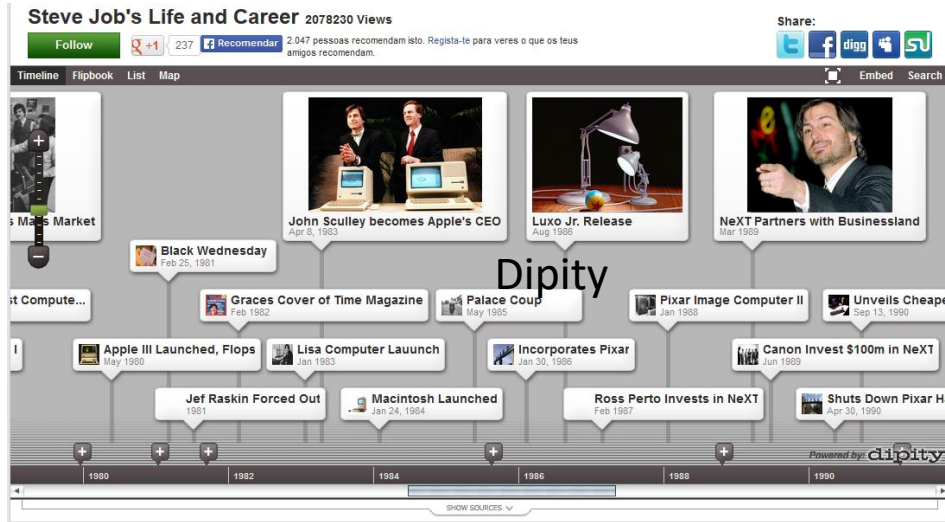 Steve Job's Life and Career 2078230 Views
Share:
Follow
g +1 237
Recomendar
2.047 pessoas recomendam isto. Regista-te para veres o que os teus
amigos recomendam.
digg
Timeline Flipbook List Map
Embed Search
s Market
John Sculley becomes Apple's CEO
Apr 8, 1983
Luxo Jr. Release
Aug 1986
NeXT Partners with Businessland
Mar 1989
Black Wednesday
Feb 25, 1981
Dipity
st Compute...
Graces Cover of Time Magazine
Feb 1982
Palace Coup
May 1985
Pixar Image Computer II
Jan 1988
Unveils Cheape
Sep 13, 1990
Apple III Launched, Flops
May 1980
Lisa Computer Lauunch
Jan 1983
Incorporates Pixar
Jan 30, 1986
Canon Invest $100m in NeXT
Jun 1989
Jef Raskin Forced Out
1981
Macintosh Launched
Jan 24, 1984
Ross Perto Invests in NeXT
Feb 1987
Shuts Down Pixar H
Apr 30, 1990
Powered by: dipity
1980 1982 1984 1986 1988 1990
SHOW SOURCES